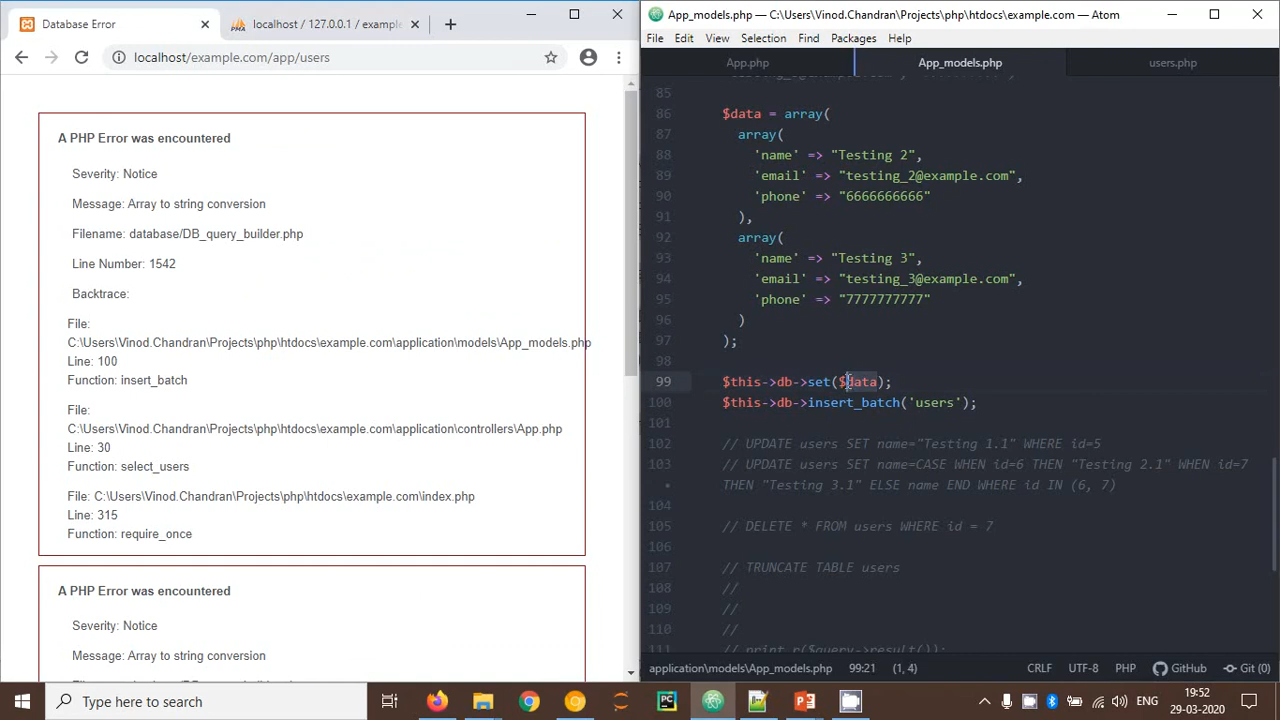 Database Error
localhost / 127.0.0.1 / example
localhost/example.com/app/users
A PHP Error was encountered
Severity: Notice
Message: Array to string conversion
Filename: database/DB_query_builder.php
Line Number: 1542
Backtrace:
File:
C:\Users\Vinod.Chandran\Projects\php\htdocs\example.com\application\models\App_models.php
Line: 100
Function: insert_batch
File:
C:\Users\Vinod.Chandran\Projects\php\htdocs\example.com\application\controllers\App.php
Line: 30
Function: select_users
File: C:\Users\Vinod.Chandran\Projects\php\htdocs\example.com\index.php
Line: 315
Function: require_once
A PHP Error was encountered
Severity: Notice
Message: Array to string conversion
App_models.php — C:\Users\Vinod.Chandran\Projects\php\htdocs\example.com — Atom
File Edit View Selection Find Packages Help
App.php App_models.php users.php
85
86 $data = array(
87 array(
88 'name' => "Testing 2",
89 'email' => "testing_2@example.com",
90 'phone' => "6666666666"
91 ),
92 array(
93 'name' => "Testing 3",
94 'email' => "testing_3@example.com",
95 'phone' => "7777777777"
96 )
97 );
98
99 $this->db->set($data);
100 $this->db->insert_batch('users');
101
102 // UPDATE users SET name="Testing 1.1" WHERE id=5
103 // UPDATE users SET name=CASE WHEN id=6 THEN "Testing 2.1" WHEN id=7
• THEN "Testing 3.1" ELSE name END WHERE id IN (6, 7)
104
105 // DELETE * FROM users WHERE id = 7
106
107 // TRUNCATE TABLE users
108 //
109 //
110 //
111 // print_r($query->result());
application\models\App_models.php 99:21 (1, 4) CRLF UTF-8 PHP GitHub Git (0)
Type here to search
ENG
19:52
29-03-2020